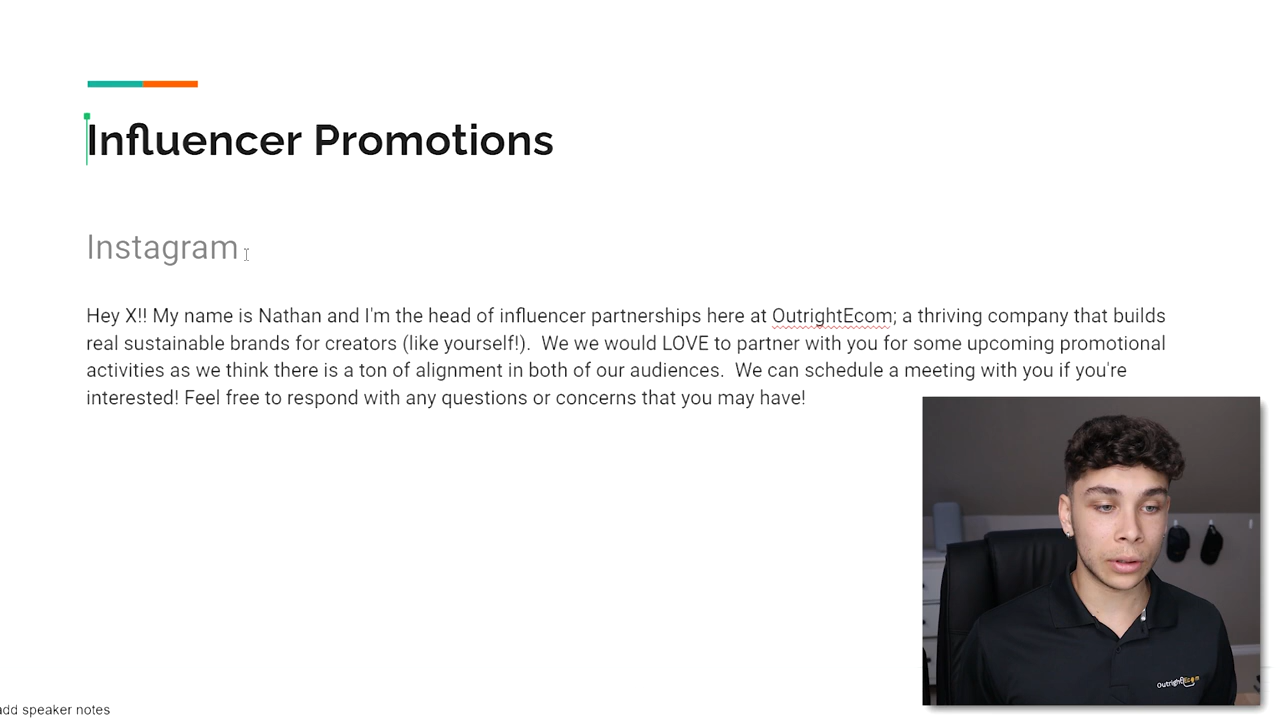 Influencer Promotions
Instagram
Hey X!! My name is Nathan and I'm the head of influencer partnerships here at OutrightEcom; a thriving company that builds
real sustainable brands for creators (like yourself!).  We we would LOVE to partner with you for some upcoming promotional
activities as we think there is a ton of alignment in both of our audiences.  We can schedule a meeting with you if you're
interested! Feel free to respond with any questions or concerns that you may have!
OutrightEcom
add speaker notes